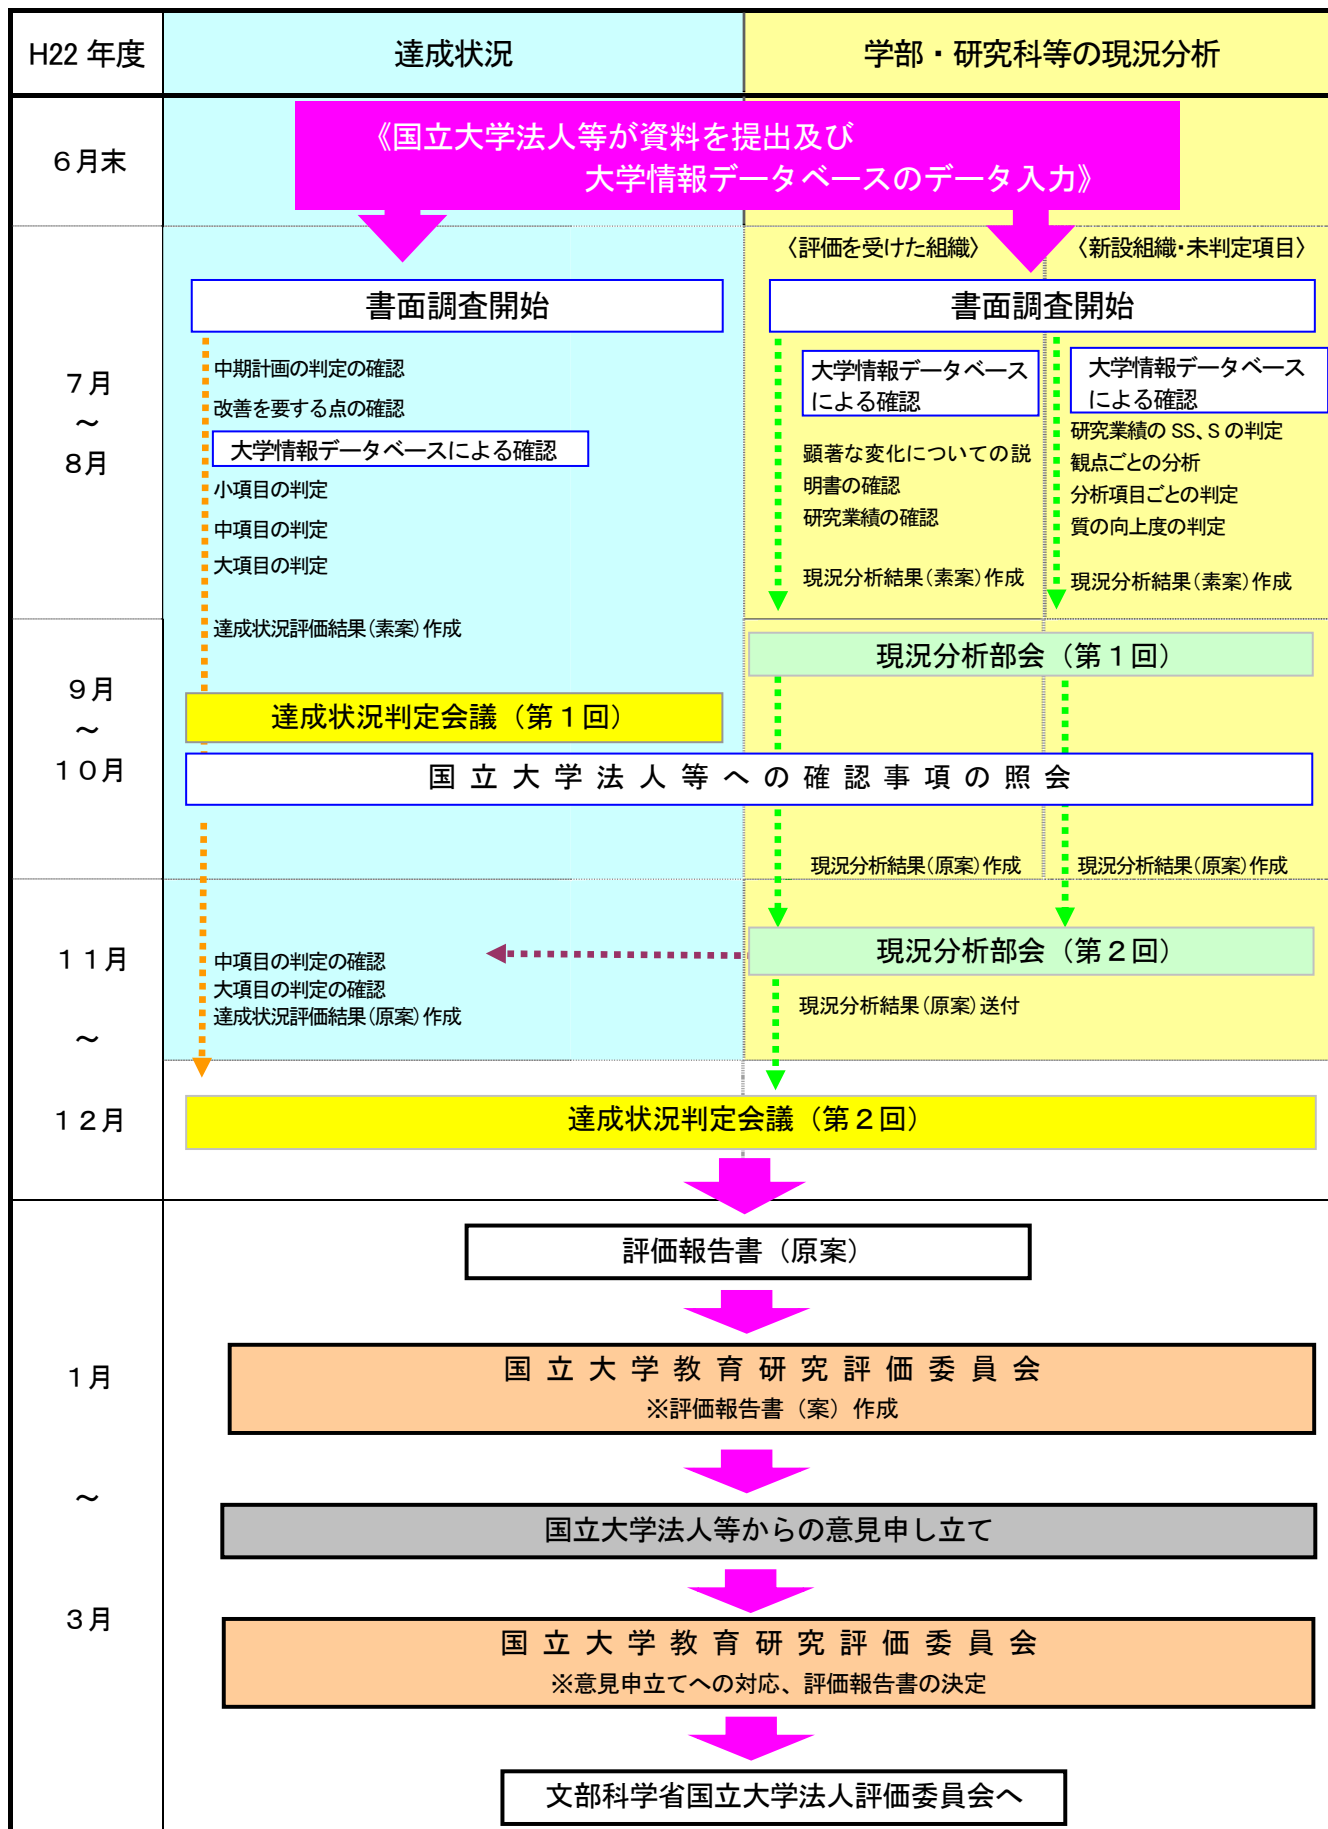 H22 年度
達成状況
学部・研究科等の現況分析
６月末
《国立大学法人等が資料を提出及び
大学情報データベースのデータ入力》
７月
～
８月
書面調査開始
中期計画の判定の確認
改善を要する点の確認
大学情報データベースによる確認
小項目の判定
中項目の判定
大項目の判定
達成状況評価結果(素案)作成
〈評価を受けた組織〉
〈新設組織・未判定項目〉
書面調査開始
大学情報データベース
による確認
顕著な変化についての説
明書の確認
研究業績の確認
現況分析結果(素案)作成
大学情報データベース
による確認
研究業績の SS、S の判定
観点ごとの分析
分析項目ごとの判定
質の向上度の判定
現況分析結果(素案)作成
９月
～
１０月
現況分析部会（第１回）
達成状況判定会議（第１回）
国立大学法人等への確認事項の照会
現況分析結果(原案)作成
現況分析結果(原案)作成
１１月
～
１２月
現況分析部会（第２回）
中項目の判定の確認
大項目の判定の確認
達成状況評価結果(原案)作成
現況分析結果(原案)送付
達成状況判定会議（第２回）
１月
～
３月
評価報告書（原案）
国立大学教育研究評価委員会
※評価報告書（案）作成
国立大学法人等からの意見申し立て
国立大学教育研究評価委員会
※意見申立てへの対応、評価報告書の決定
文部科学省国立大学法人評価委員会へ